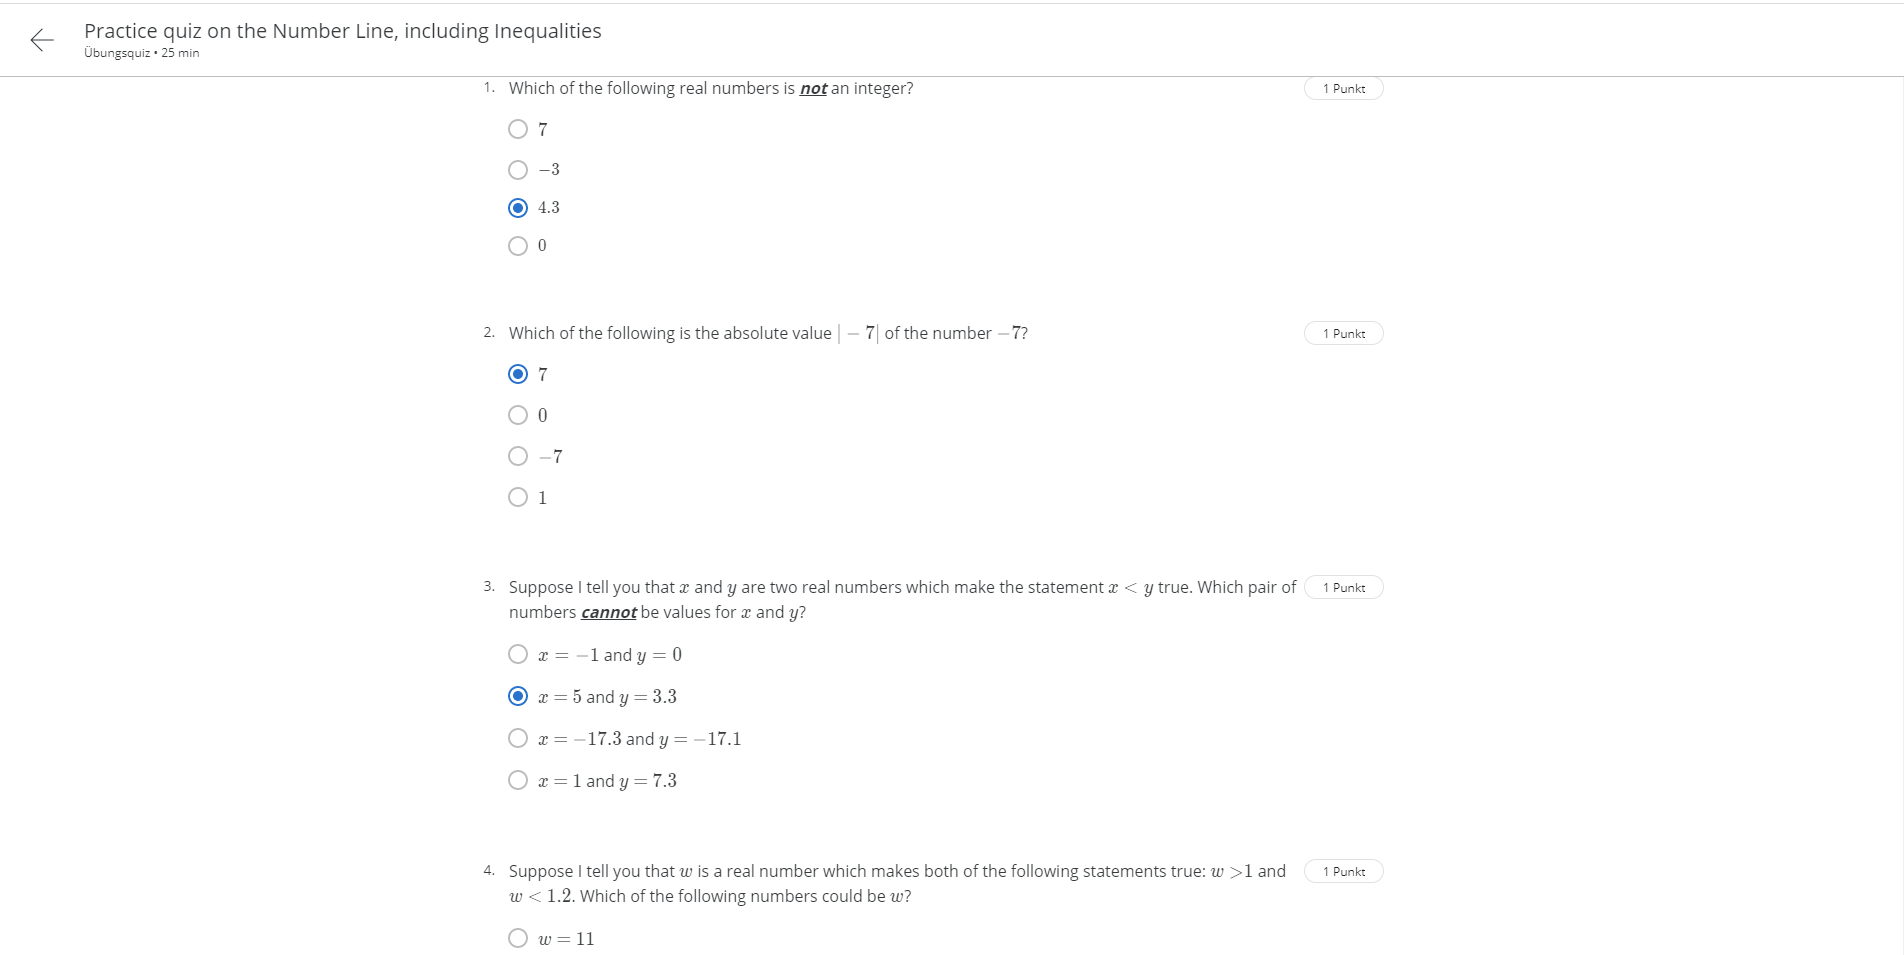 Practice quiz on the Number Line, including Inequalities
Übungsquiz • 25 min
1. Which of the following real numbers is not an integer?
1 Punkt
7
−3
4.3
0
2. Which of the following is the absolute value | − 7| of the number −7?
1 Punkt
7
0
−7
1
3. Suppose I tell you that x and y are two real numbers which make the statement x < y true. Which pair of
1 Punkt
numbers cannot be values for x and y?
x = −1 and y = 0
x = 5 and y = 3.3
x = −17.3 and y = −17.1
x = 1 and y = 7.3
4. Suppose I tell you that w is a real number which makes both of the following statements true: w >1 and
1 Punkt
w < 1.2. Which of the following numbers could be w?
w = 11